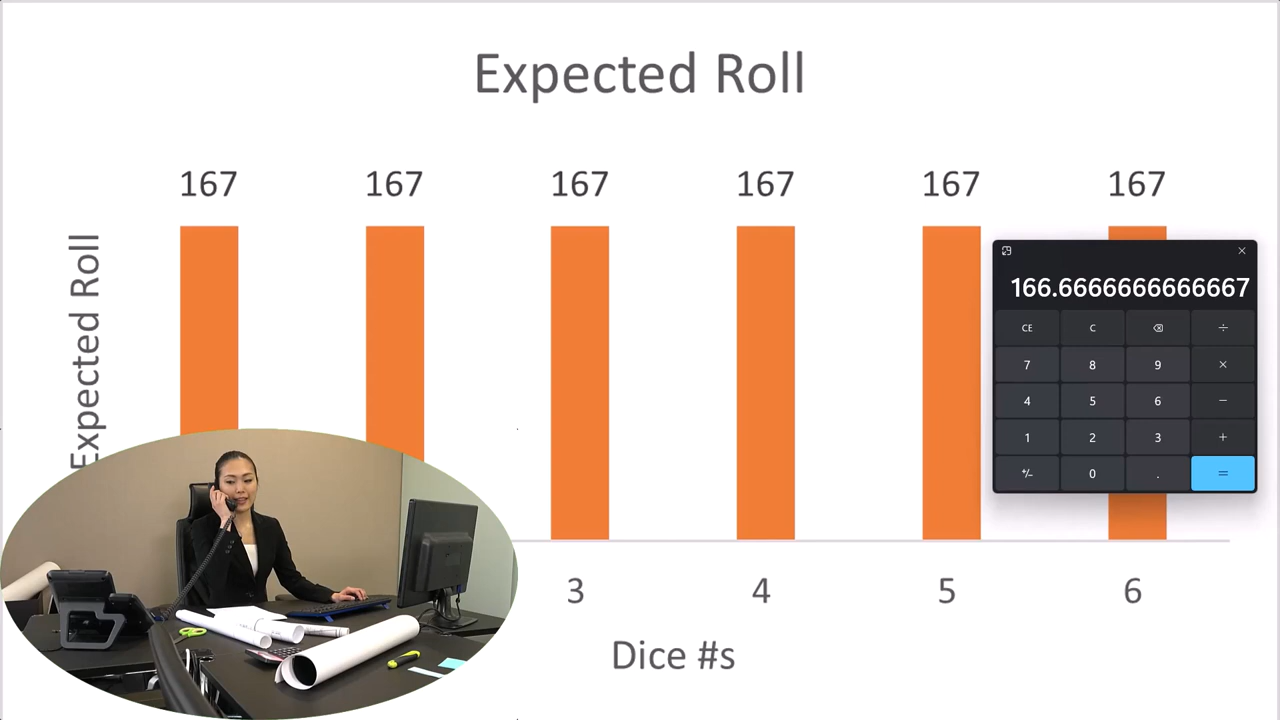 Expected Roll
167 167 167 167 167 167
Expected Roll
166.6666666666667
CE C ÷
7 8 9 ×
4 5 6 −
1 2 3 +
+/− 0 . =
3 4 5 6
Dice #s